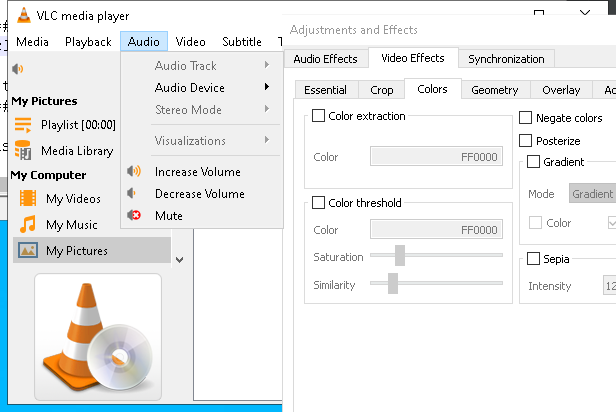 VLC media player
Media Playback Audio Video Subtitle
Audio Track
Audio Device
Stereo Mode
Visualizations
Increase Volume
Decrease Volume
Mute
My Pictures
Playlist [00:00]
Media Library
My Computer
My Videos
My Music
My Pictures
Adjustments and Effects
Audio Effects Video Effects Synchronization
Essential Crop Colors Geometry Overlay
Color extraction
Color FF0000
Color threshold
Color FF0000
Saturation
Similarity
Negate colors
Posterize
Gradient
Mode Gradient
Color
Sepia
Intensity 12